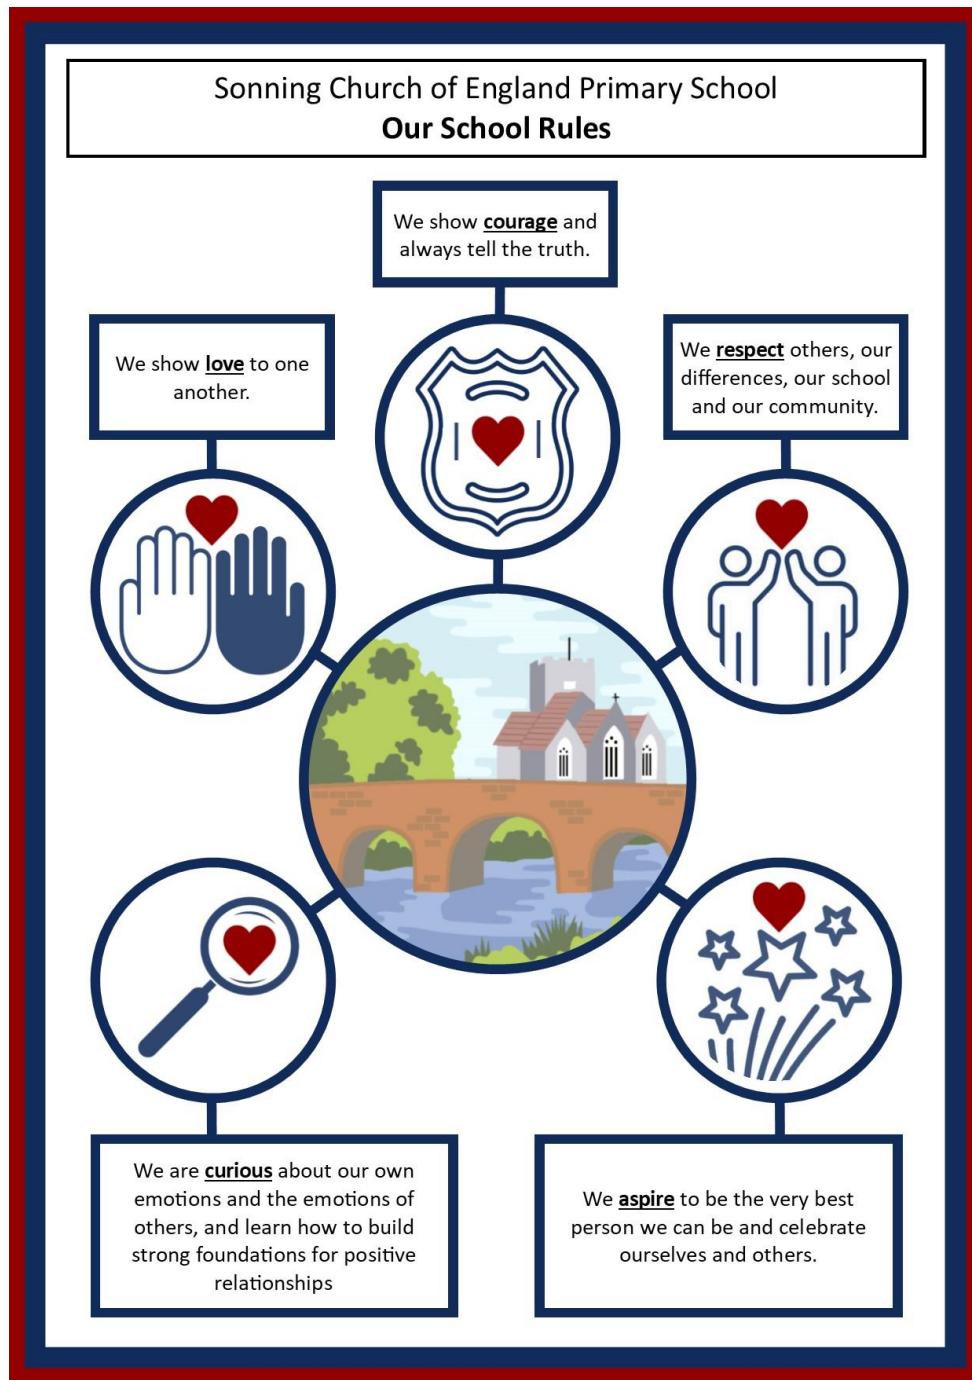 Sonning Church of England Primary School
Our School Rules
We show courage and
always tell the truth.
We show love to one
another.
We respect others, our
differences, our school
and our community.
We are curious about our own
emotions and the emotions of
others, and learn how to build
strong foundations for positive
relationships
We aspire to be the very best
person we can be and celebrate
ourselves and others.